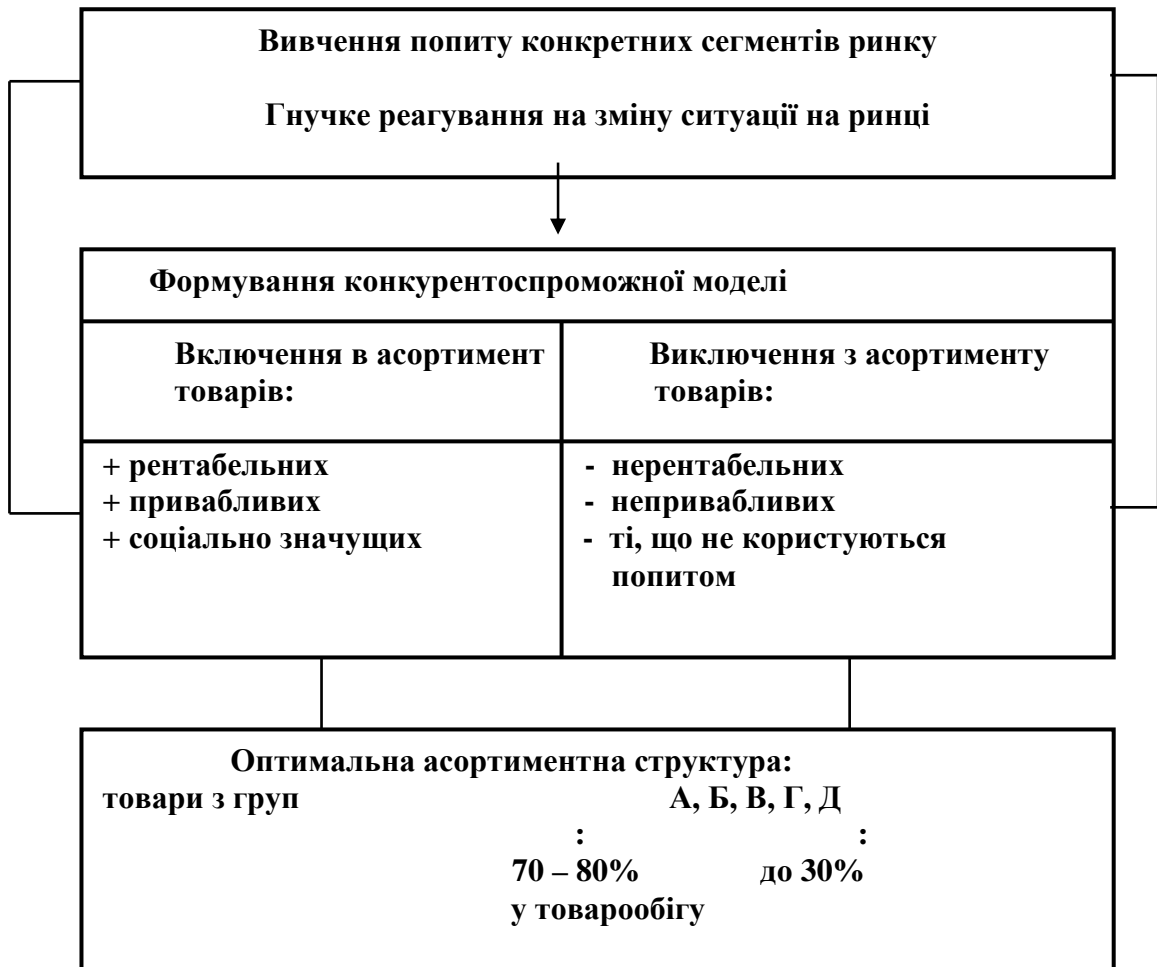 Вивчення попиту конкретних сегментів ринку
Гнучке реагування на зміну ситуації на ринці
Формування конкурентоспроможної моделі
Включення в асортимент
товарів:
Виключення з асортименту
товарів:
+ рентабельних
+ привабливих
+ соціально значущих
- нерентабельних
- непривабливих
- ті, що не користуються
попитом
Оптимальна асортиментна структура:
товари з груп А, Б, В, Г, Д
: :
70 – 80% до 30%
у товарообігу